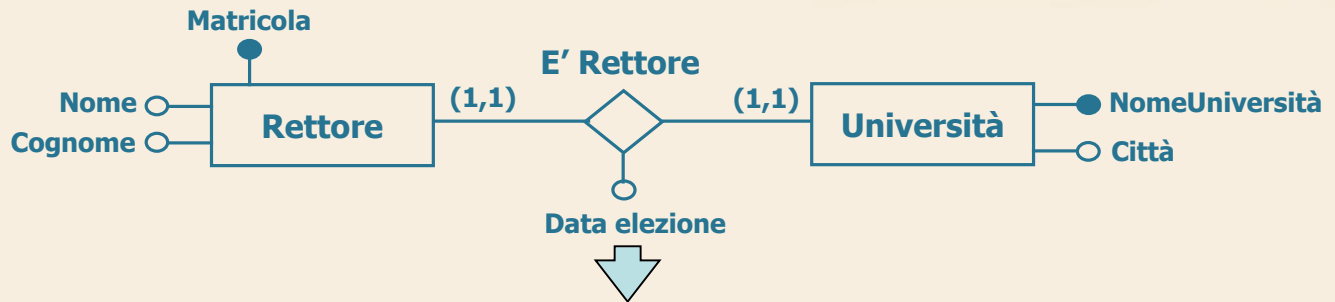 Matricola
E’ Rettore
Nome
(1,1)
(1,1)
NomeUniversità
Rettore
Università
Cognome
Città
Data elezione